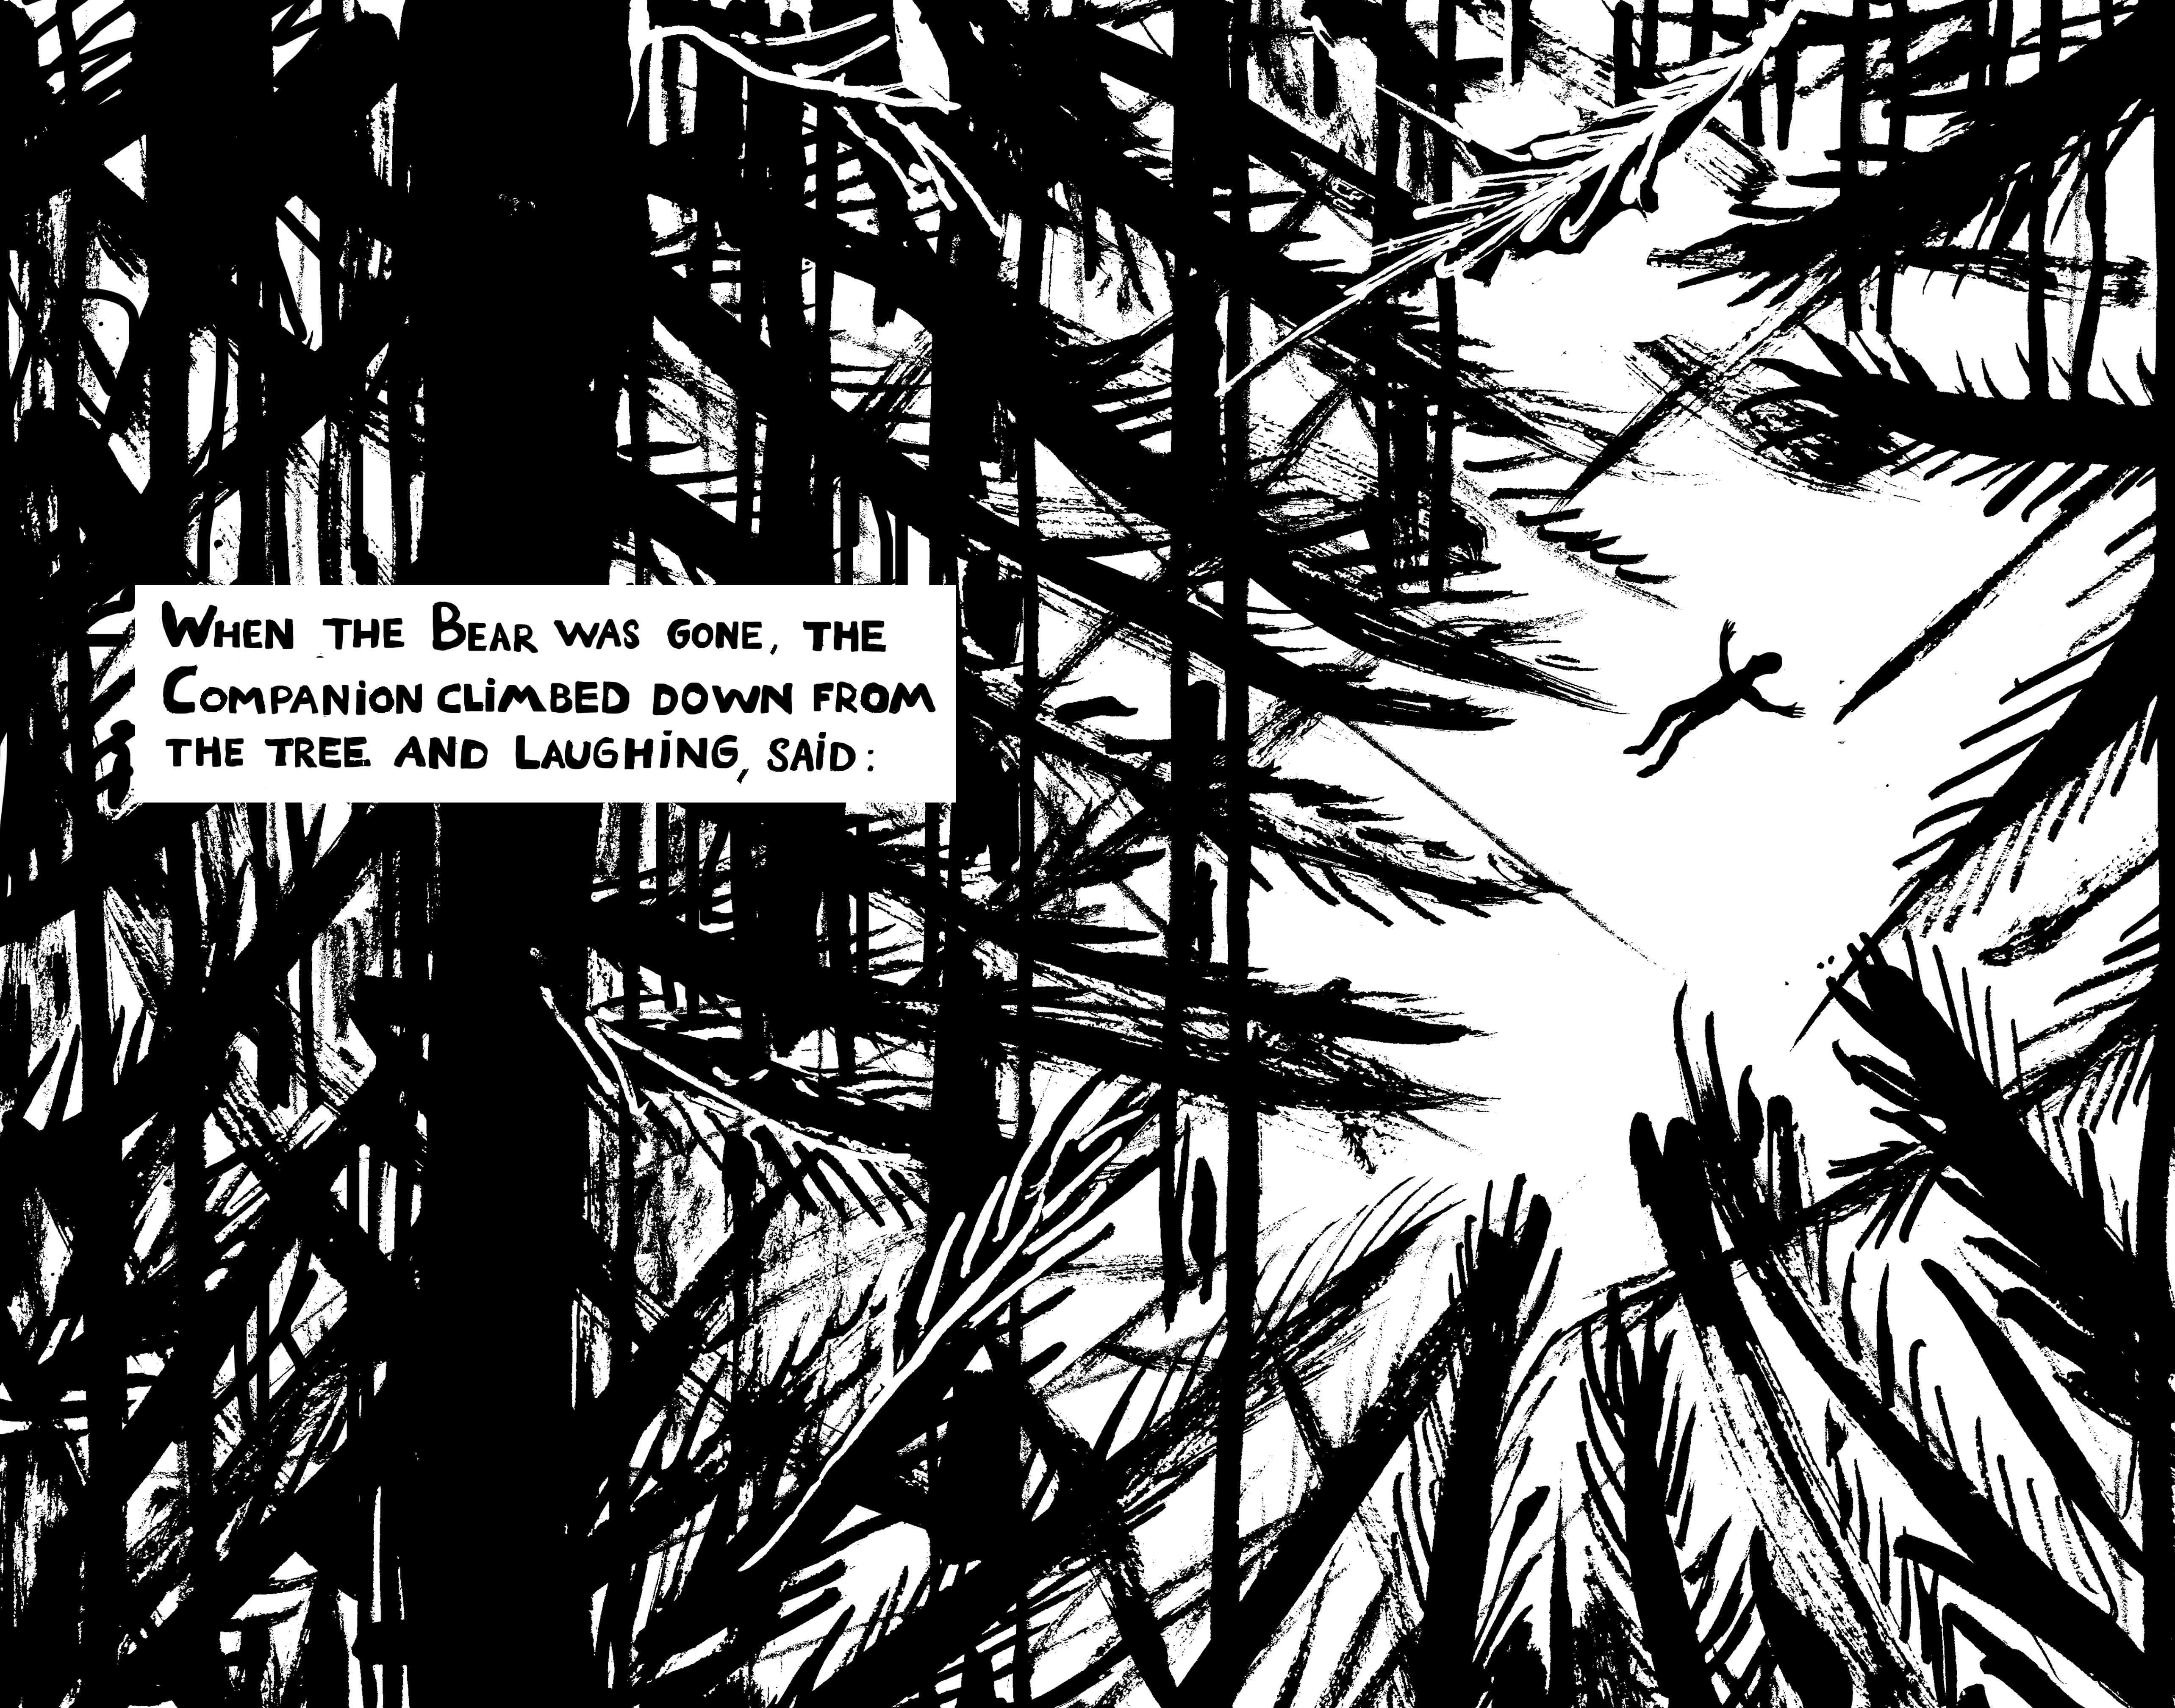 WHEN THE BEAR WAS GONE, THE
COMPANiON CLiMBED DOWN FROM
THE TREE AND LAUGHiNG, SAiD: